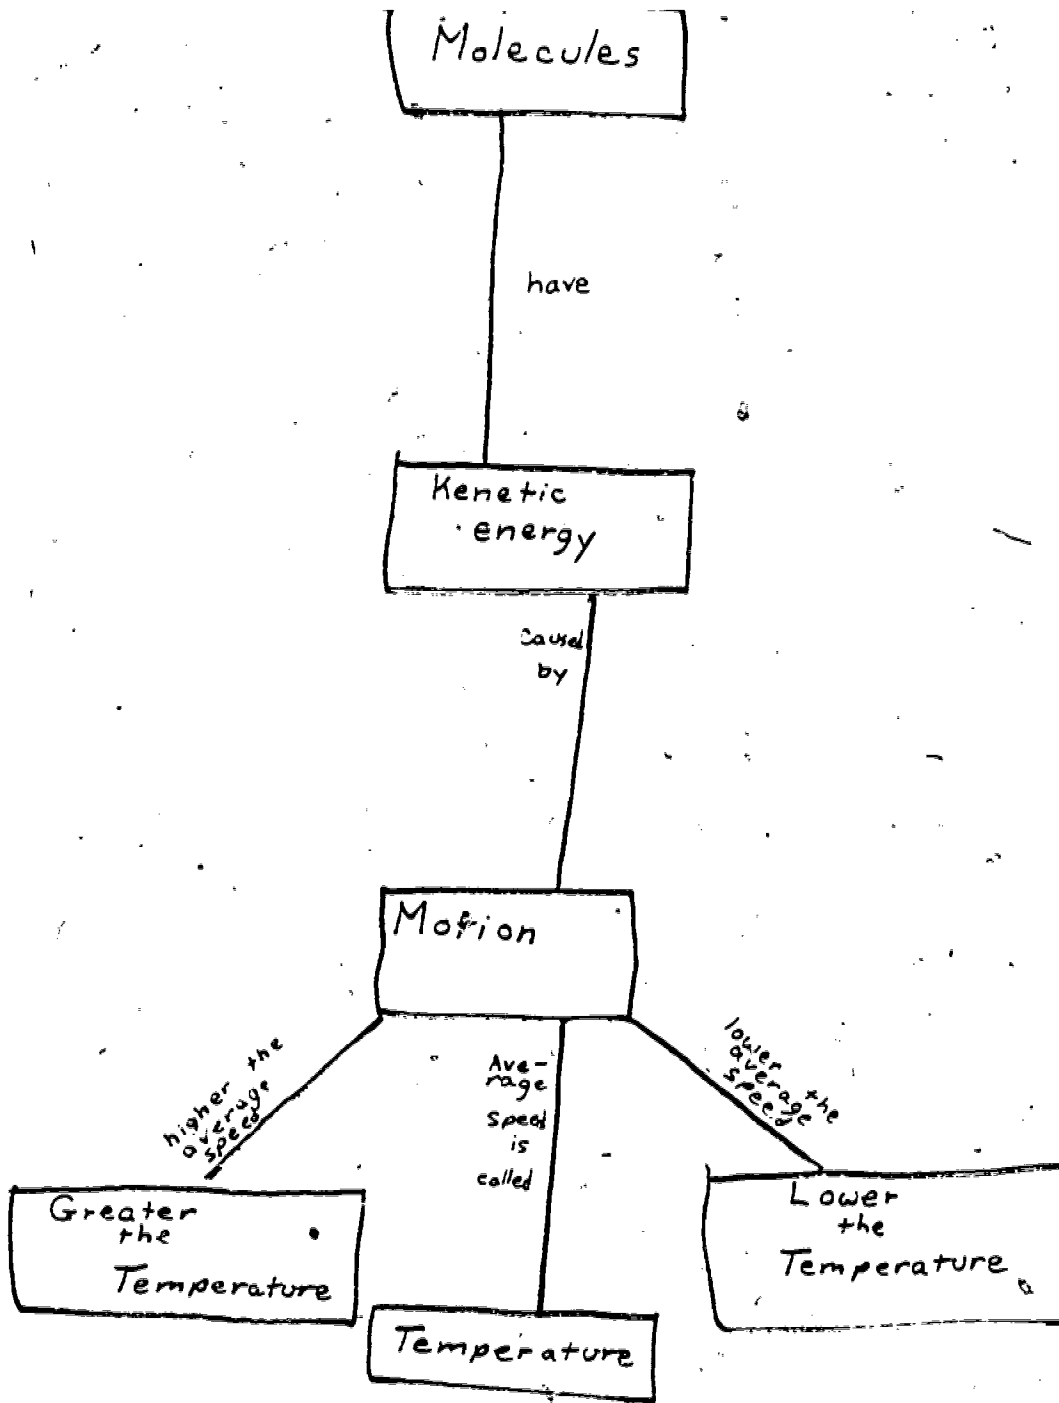 Molecules
have
Kenetic
energy
Caused
by
Motion
higher the
average
speed
Ave-
rage
speed
is
called
lower the
average
speed
Greater
the
Temperature
Lower
the
Temperature
Temperature